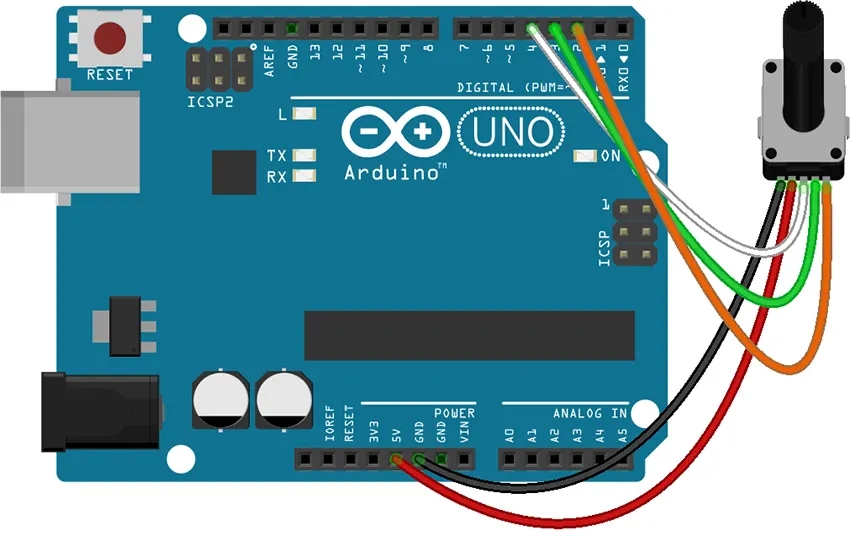 RESET
ICSP2
AREF
GND
13
12
~11
~10
~9
8
7
~6
~5
4
3
2
1
RX0◀0
DIGITAL (PWM=~
L
TX
RX
UNO
Arduino™
ON
1
ICSP
POWER
ANALOG IN
IOREF
RESET
3V3
5V
GND
GND
VIN
A0
A1
A2
A3
A4
A5